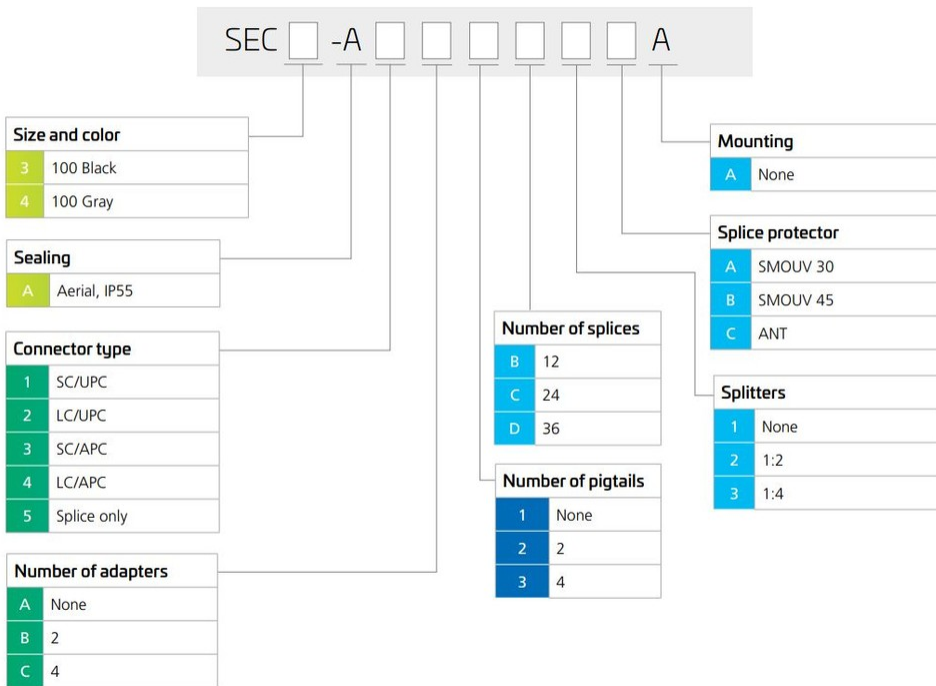 SEC -A A
Size and color
3 100 Black
4 100 Gray
Sealing
A Aerial, IP55
Connector type
1 SC/UPC
2 LC/UPC
3 SC/APC
4 LC/APC
5 Splice only
Number of adapters
A None
B 2
C 4
Number of splices
B 12
C 24
D 36
Number of pigtails
1 None
2 2
3 4
Mounting
A None
Splice protector
A SMOUV 30
B SMOUV 45
C ANT
Splitters
1 None
2 1:2
3 1:4